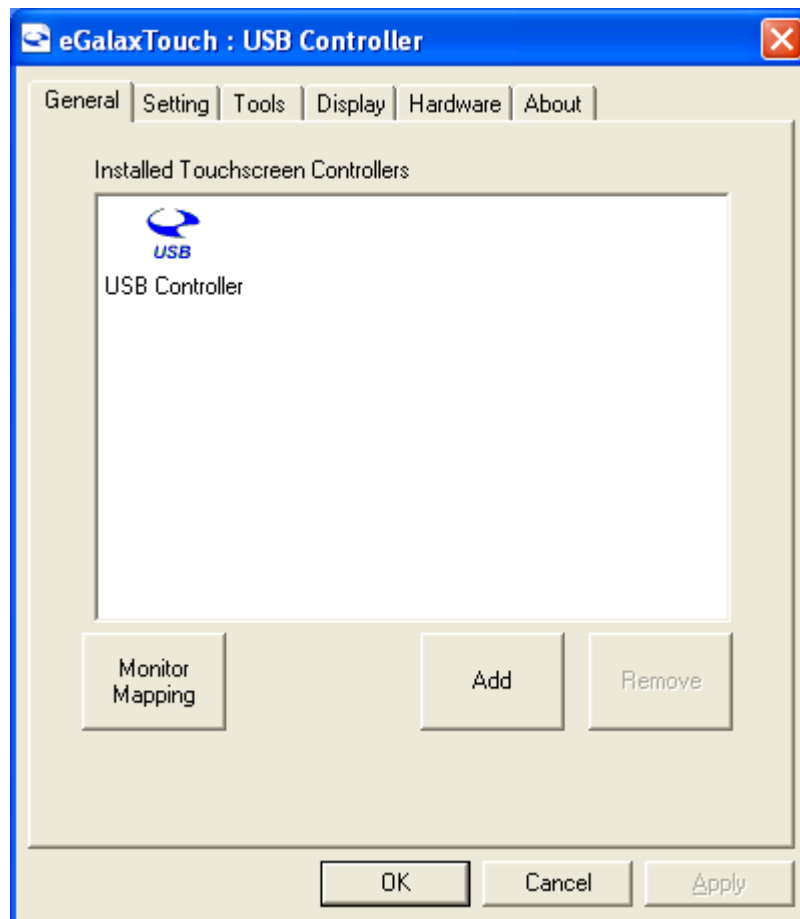 eGalaxTouch : USB Controller
General Setting Tools Display Hardware About
Installed Touchscreen Controllers
USB
USB Controller
Monitor
Mapping
Add
Remove
OK Cancel Apply